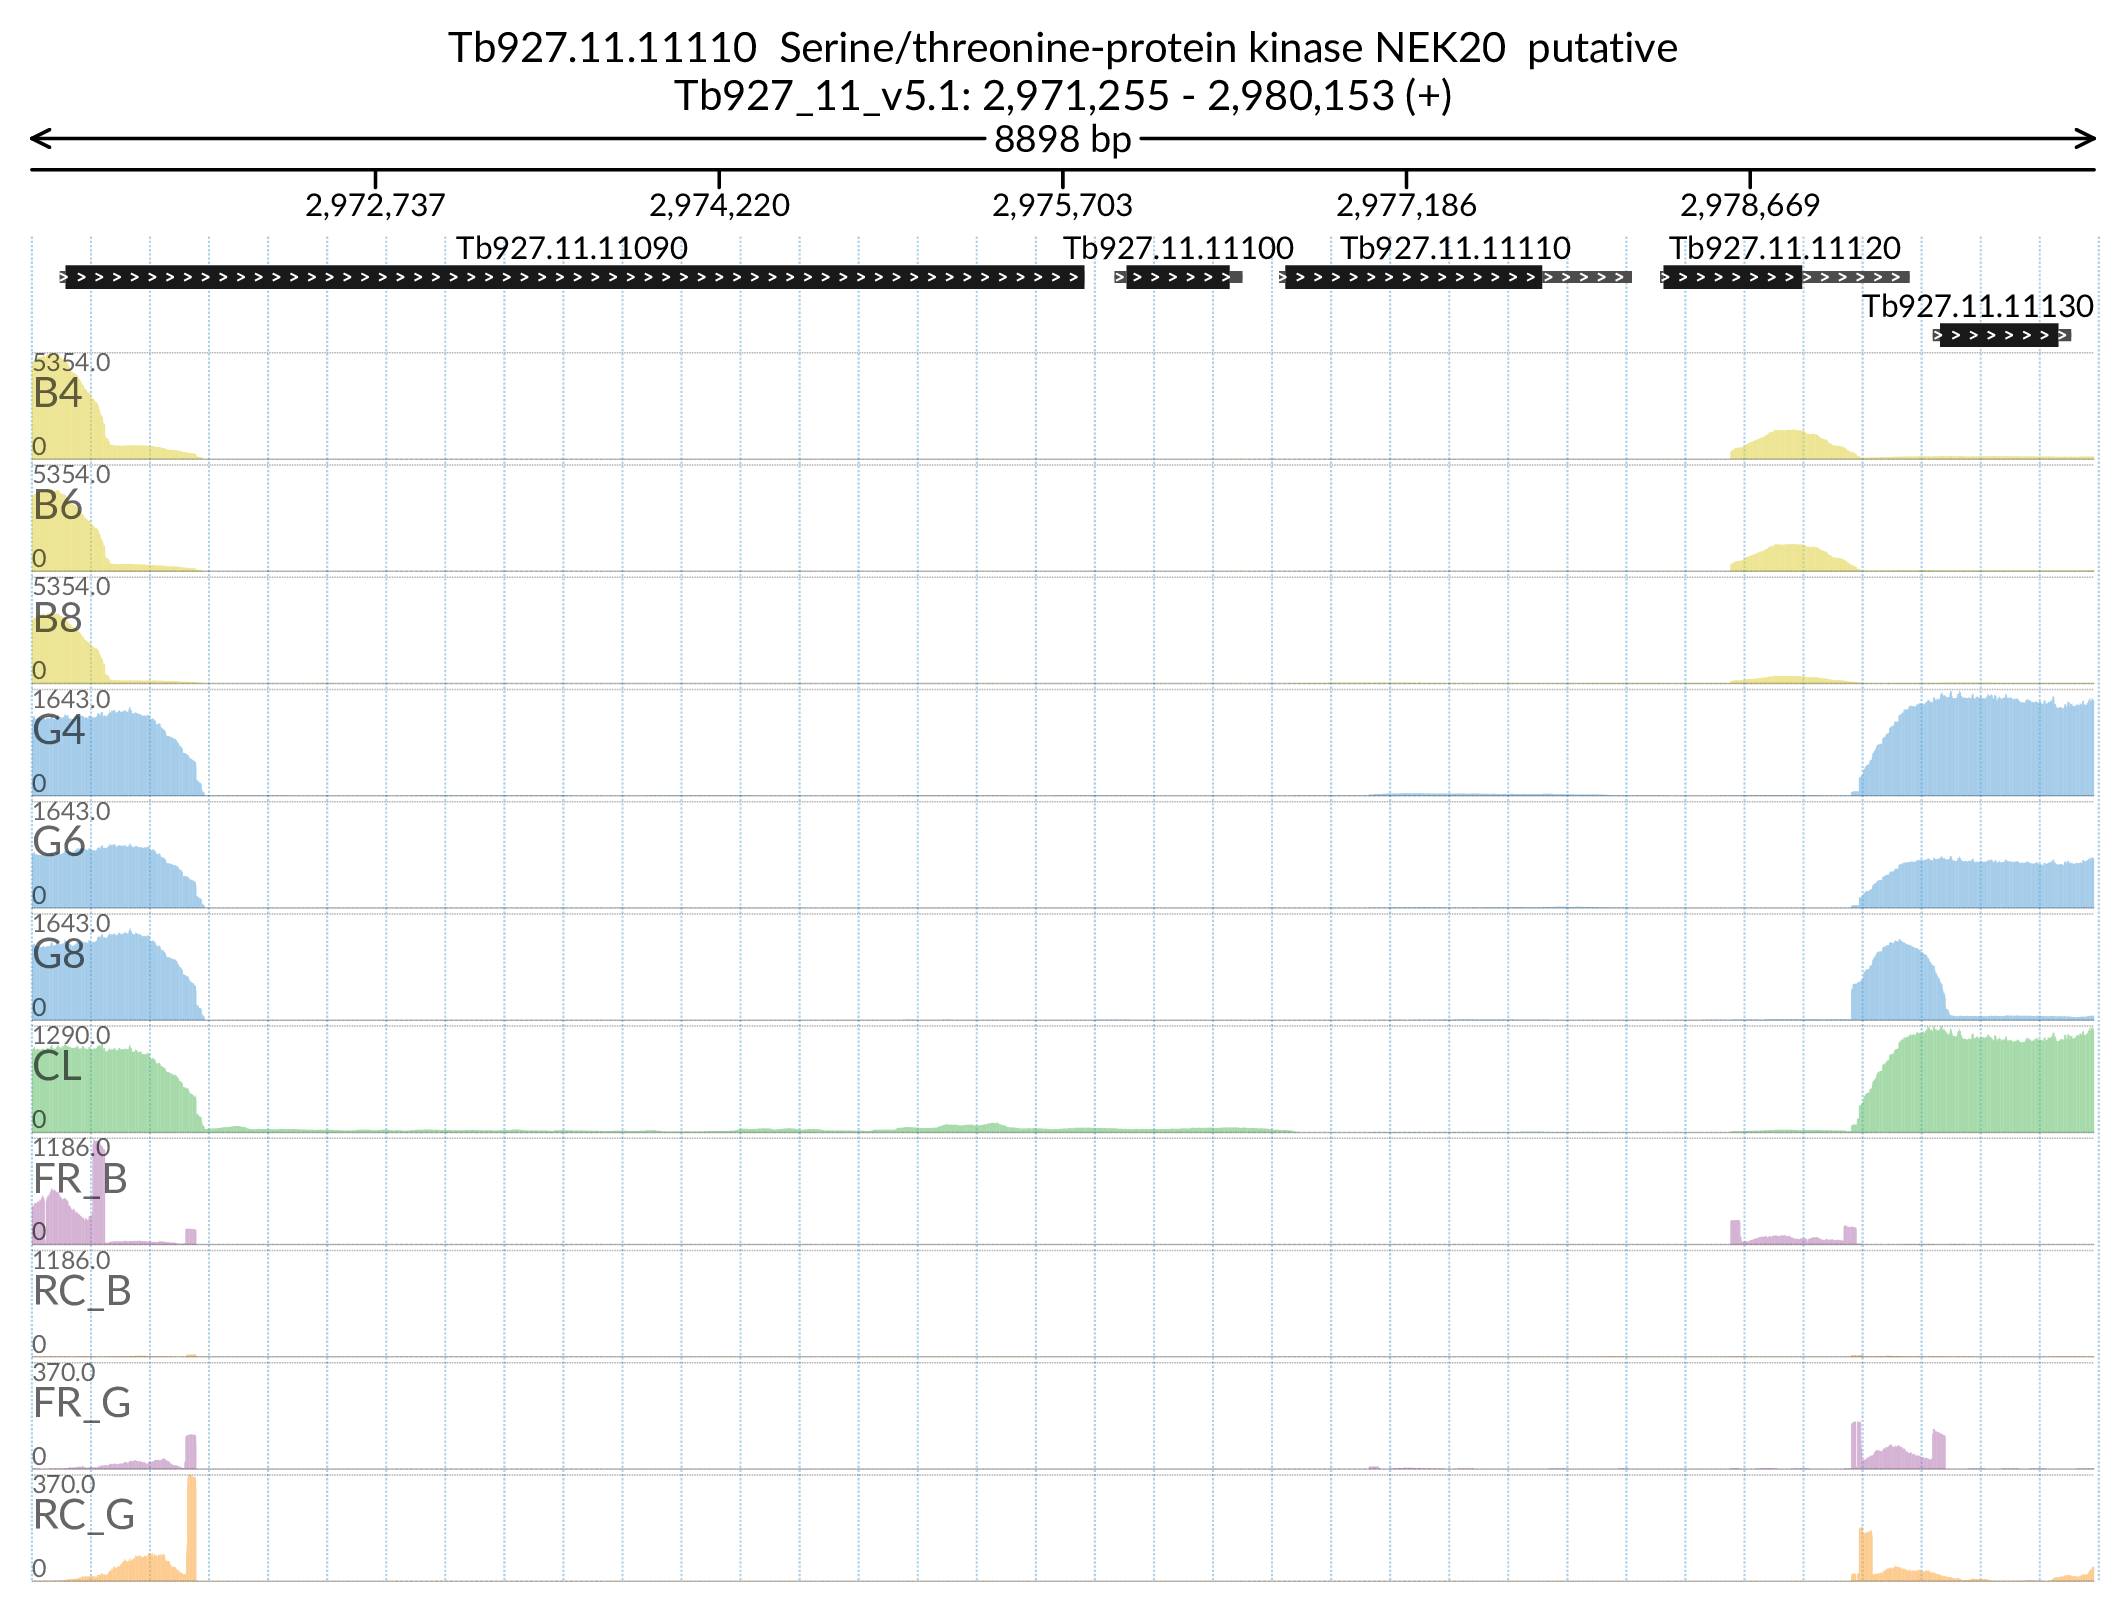 Tb927.11.11110 Serine/threonine-protein kinase NEK20 putative
Tb927_11_v5.1: 2,971,255 - 2,980,153 (+)
8898 bp
2,972,737 2,974,220 2,975,703 2,977,186 2,978,669
Tb927.11.11090 Tb927.11.11100 Tb927.11.11110 Tb927.11.11120
Tb927.11.11130
5354.0
B4
0
5354.0
B6
0
5354.0
B8
0
1643.0
G4
0
1643.0
G6
0
1643.0
G8
0
1290.0
CL
0
1186.0
FR_B
0
1186.0
RC_B
0
370.0
FR_G
0
370.0
RC_G
0